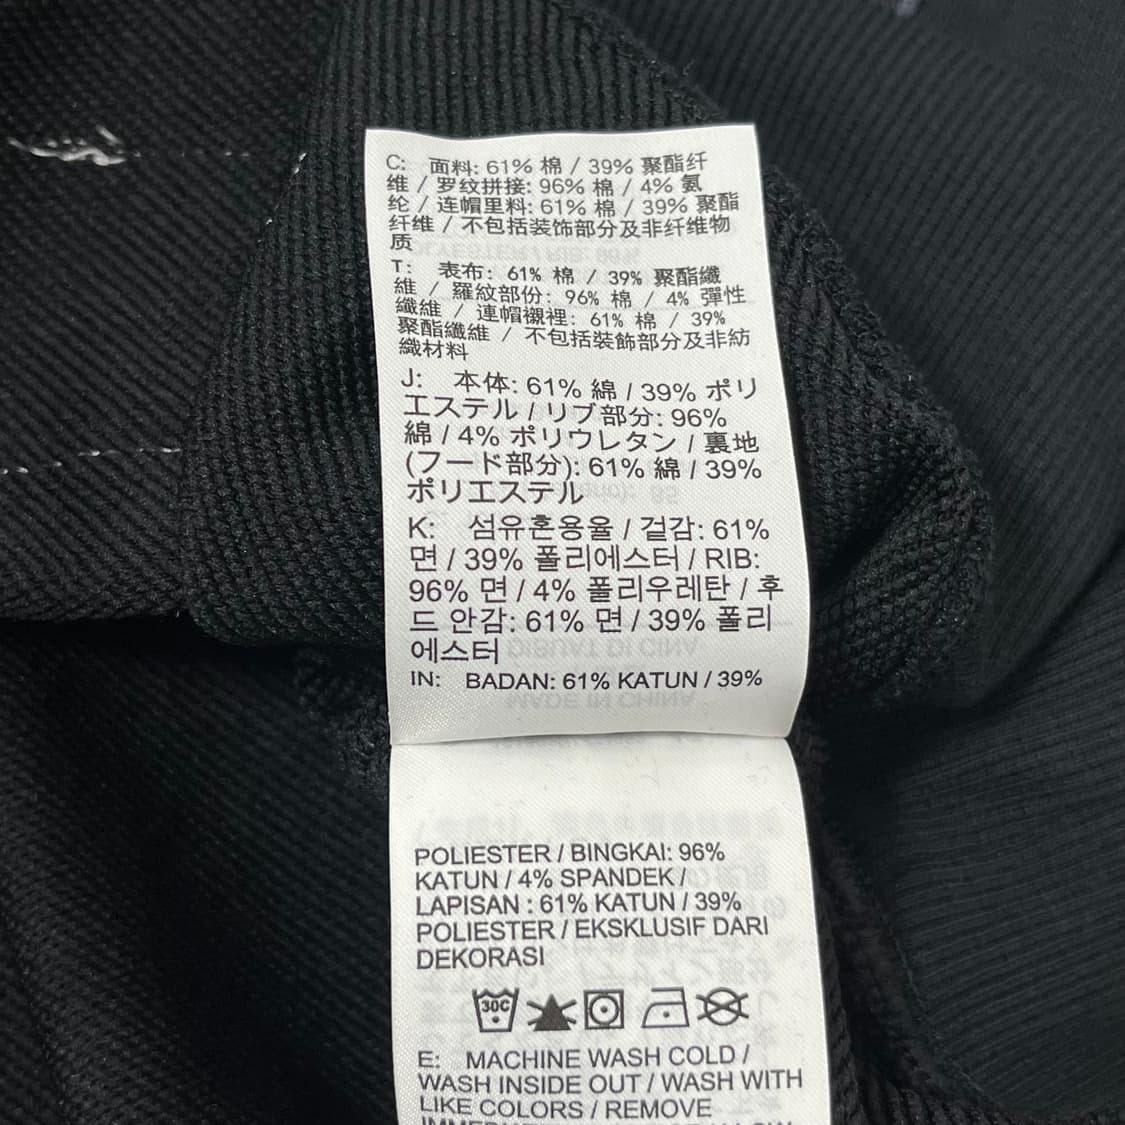 C: 面料: 61% 棉 / 39% 聚酯纤
维 / 罗纹拼接: 96% 棉 / 4% 氨
纶 / 连帽里料: 61% 棉 / 39% 聚酯
纤维 / 不包括装饰部分及非纤维物
质
T: 表布: 61% 棉 / 39% 聚酯纖
維 / 羅紋部份: 96% 棉 / 4% 彈性
纖維 / 連帽襯裡: 61% 棉 / 39%
聚酯纖維 / 不包括裝飾部分及非紡
織材料
J: 本体: 61% 綿 / 39% ポリ
エステル / リブ部分: 96%
綿 / 4% ポリウレタン / 裏地
(フード部分): 61% 綿 / 39%
ポリエステル
K: 섬유혼용율 / 겉감: 61%
면 / 39% 폴리에스터 / RIB:
96% 면 / 4% 폴리우레탄 / 후
드 안감: 61% 면 / 39% 폴리
에스터
IN: BADAN: 61% KATUN / 39%
POLIESTER / BINGKAI: 96%
KATUN / 4% SPANDEK /
LAPISAN : 61% KATUN / 39%
POLIESTER / EKSKLUSIF DARI
DEKORASI
30C
E: MACHINE WASH COLD /
WASH INSIDE OUT / WASH WITH
LIKE COLORS / REMOVE